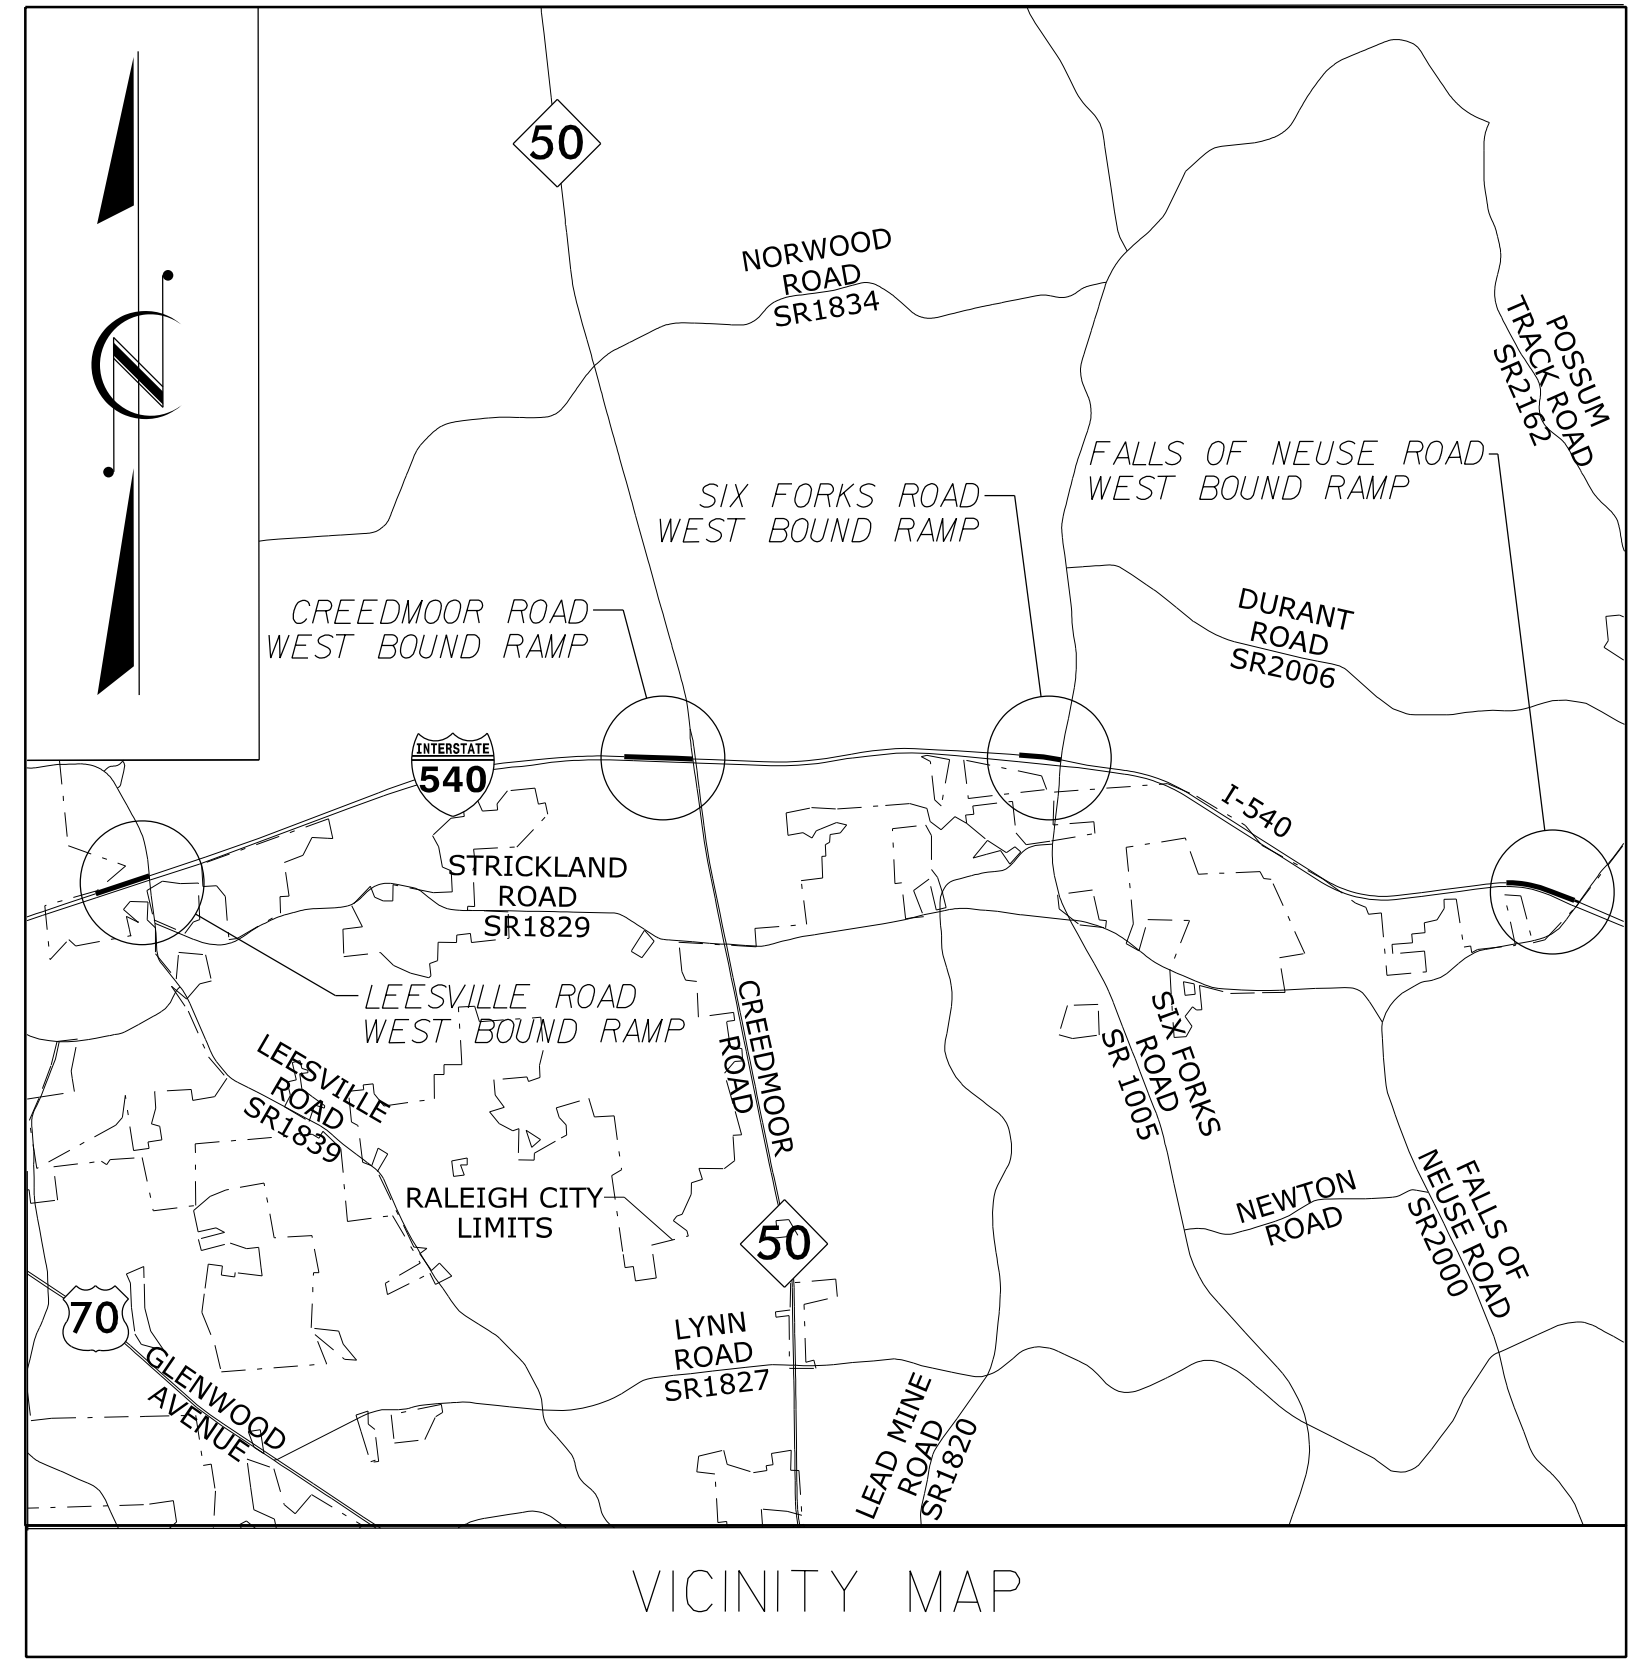 50
NORWOOD
ROAD
SR1834
POSSUM
TRACK ROAD
SR2162
N
FALLS OF NEUSE ROAD
WEST BOUND RAMP
SIX FORKS ROAD
WEST BOUND RAMP
CREEDMOOR ROAD
WEST BOUND RAMP
DURANT
ROAD
SR2006
INTERSTATE
540
I-540
STRICKLAND
ROAD
SR1829
LEESVILLE ROAD
WEST BOUND RAMP
CREEDMOOR
ROAD
SIX FORKS
ROAD
SR 1005
LEESVILLE
ROAD
SR1839
RALEIGH CITY
LIMITS
NEWTON
ROAD
FALLS OF
NEUSE ROAD
SR2000
50
70
GLENWOOD
AVENUE
LYNN
ROAD
SR1827
LEAD MINE
ROAD
SR1820
VICINITY MAP